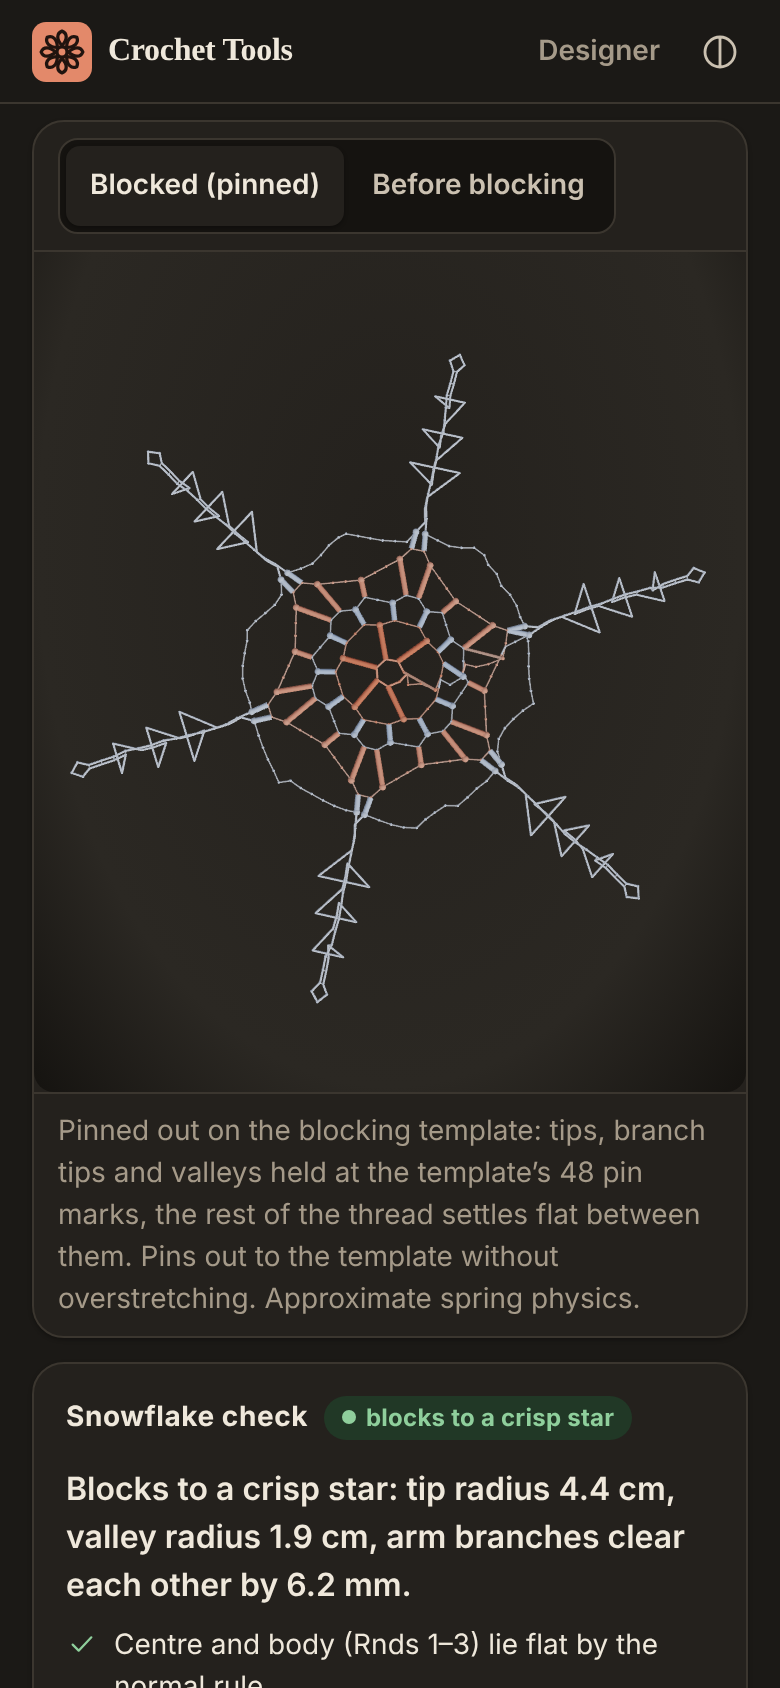 Crochet Tools
Designer
Blocked (pinned)
Before blocking
Pinned out on the blocking template: tips, branch
tips and valleys held at the template’s 48 pin
marks, the rest of the thread settles flat between
them. Pins out to the template without
overstretching. Approximate spring physics.
Snowflake check
blocks to a crisp star
Blocks to a crisp star: tip radius 4.4 cm,
valley radius 1.9 cm, arm branches clear
each other by 6.2 mm.
Centre and body (Rnds 1–3) lie flat by the
normal rule